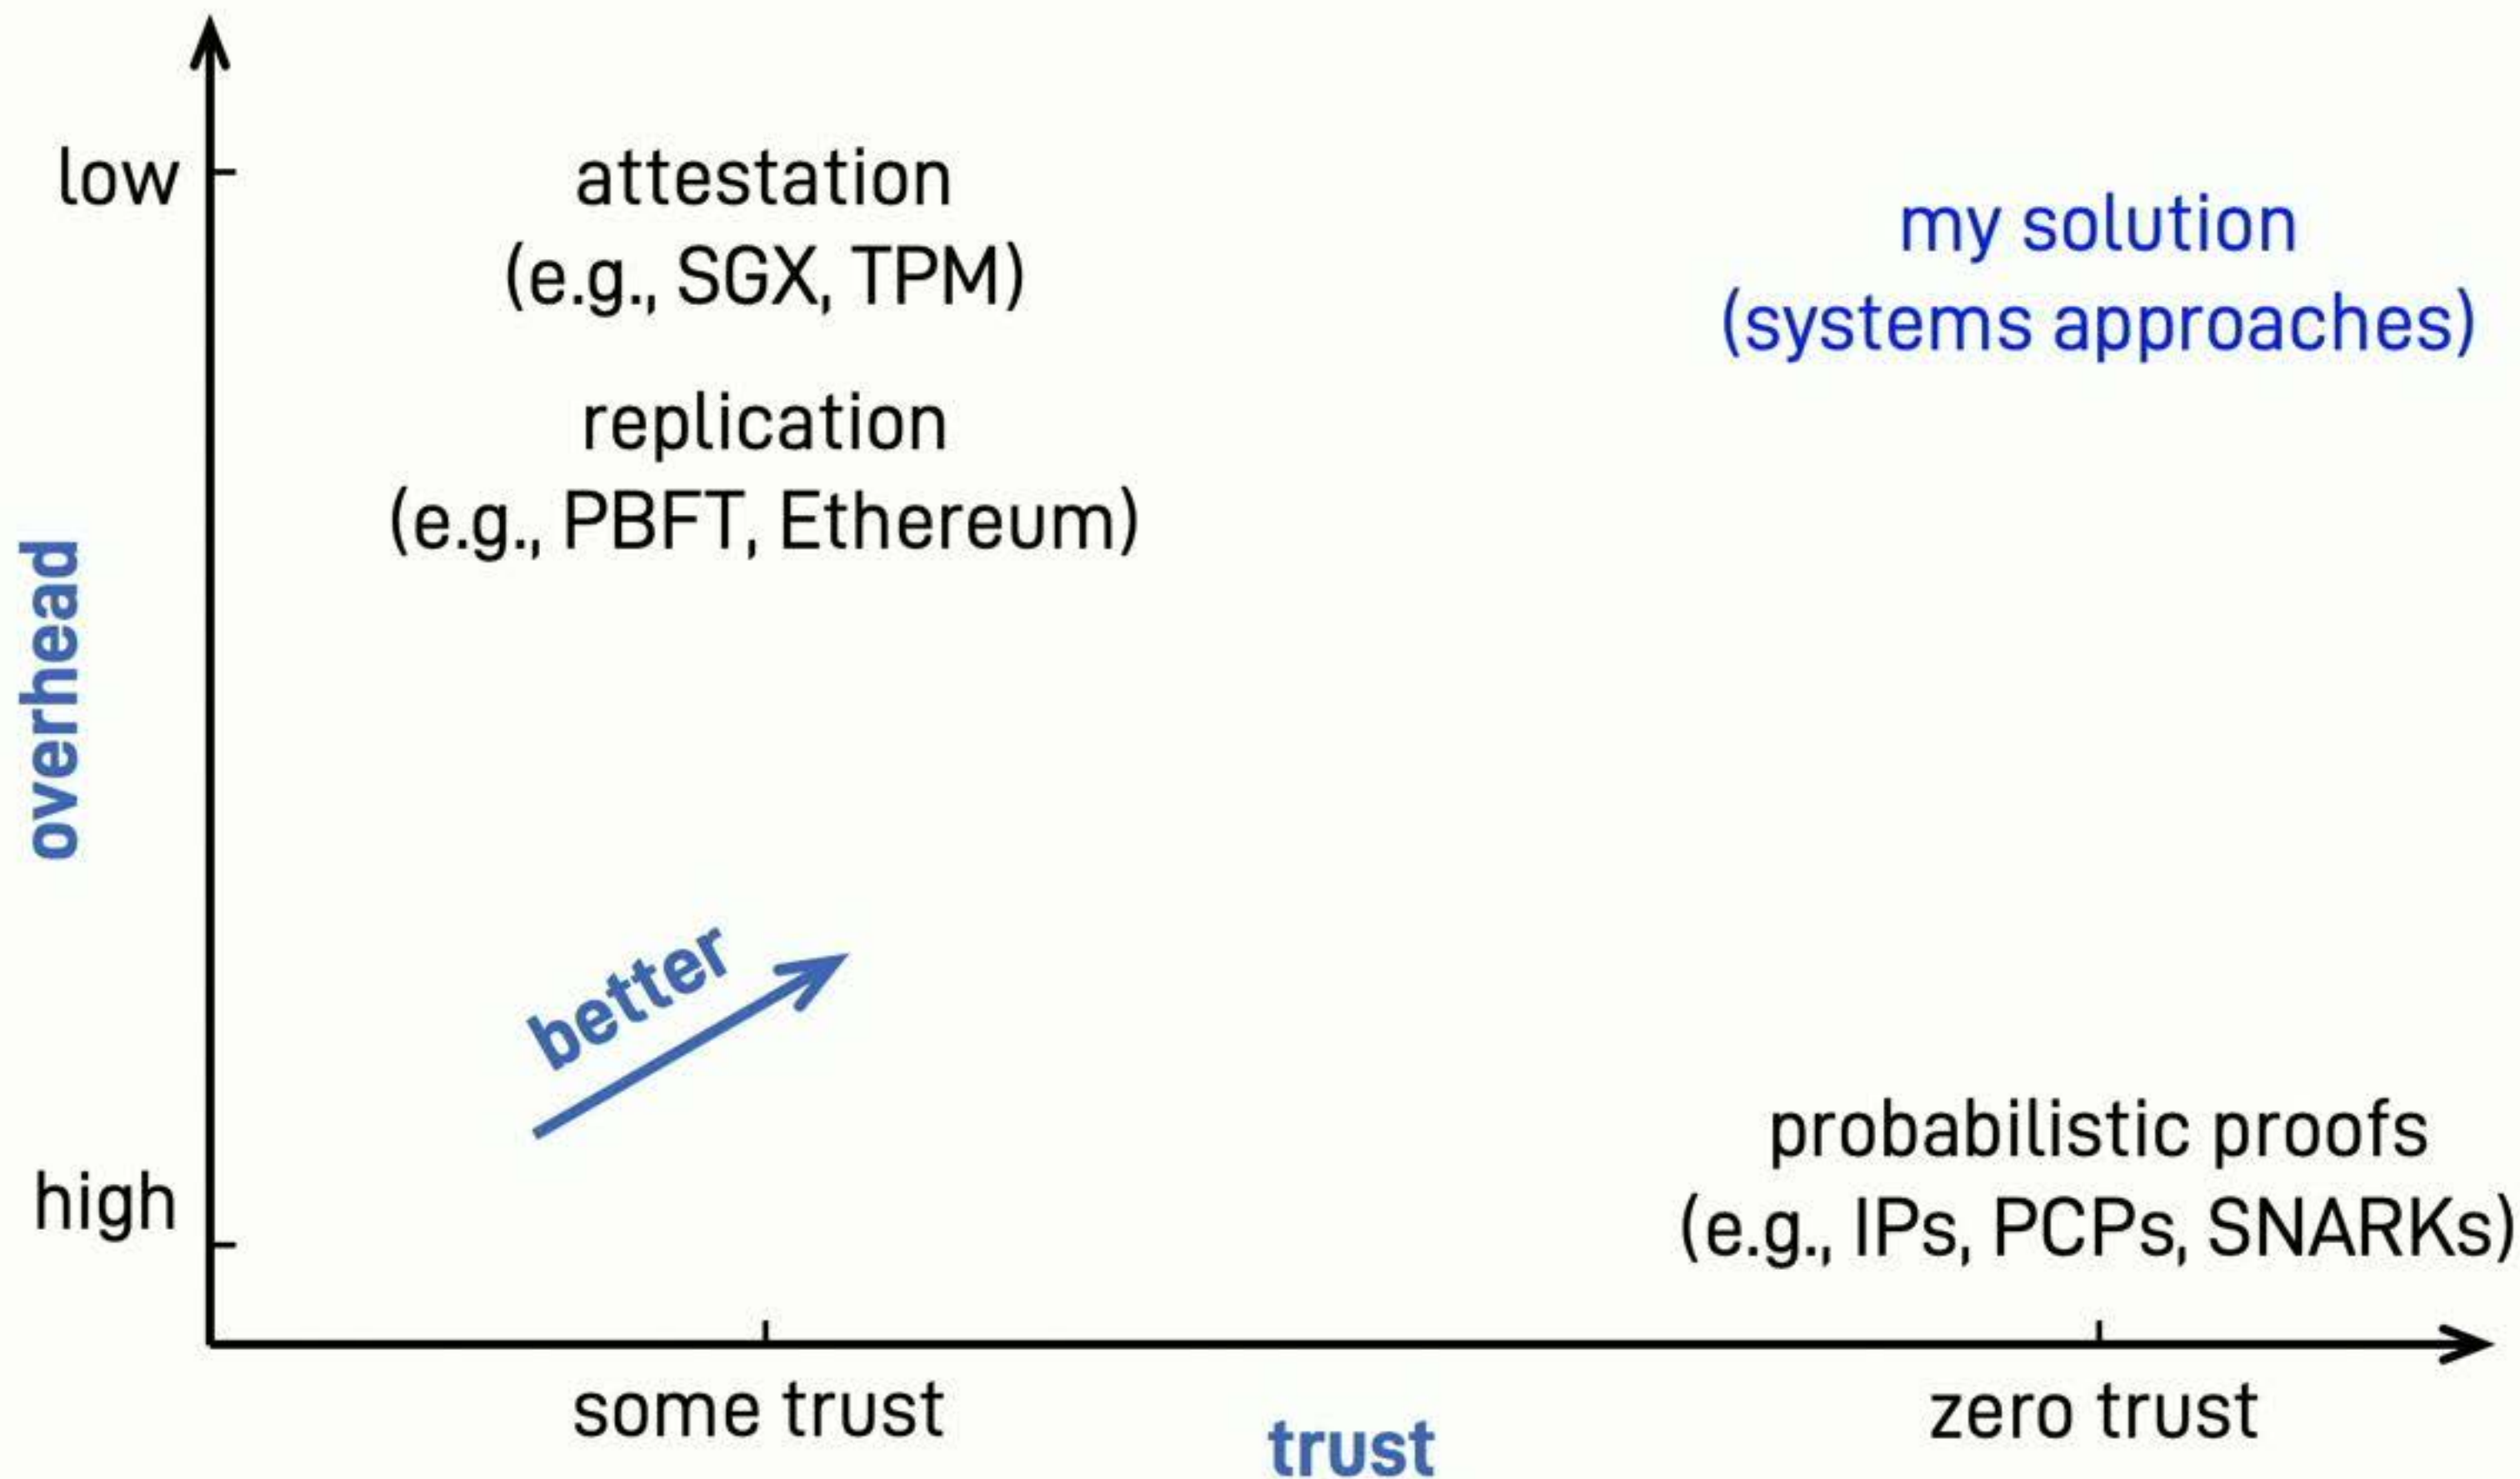 low
attestation
(e.g., SGX, TPM)
my solution
(systems approaches)
replication
(e.g., PBFT, Ethereum)
overhead
better
high
probabilistic proofs
(e.g., IPs, PCPs, SNARKs)
some trust
trust
zero trust